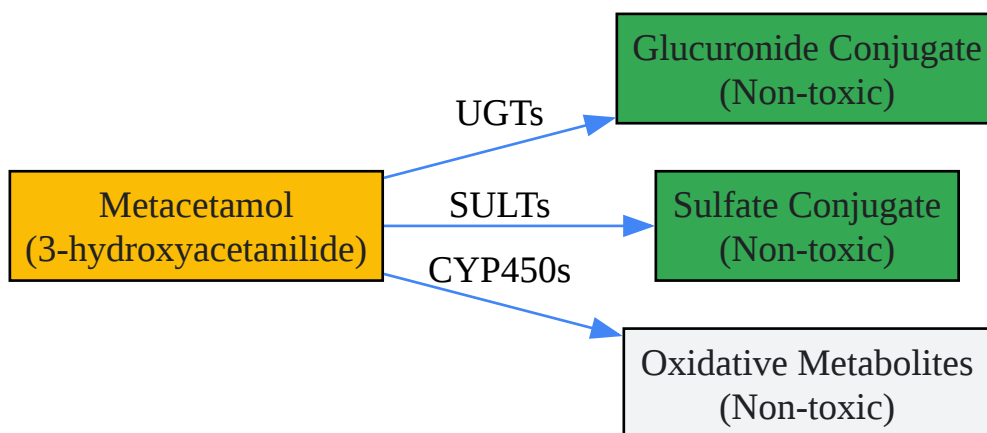 Glucuronide Conjugate
(Non-toxic)
UGTs
Metacetamol
(3-hydroxyacetanilide)
SULTs
Sulfate Conjugate
(Non-toxic)
CYP450s
Oxidative Metabolites
(Non-toxic)